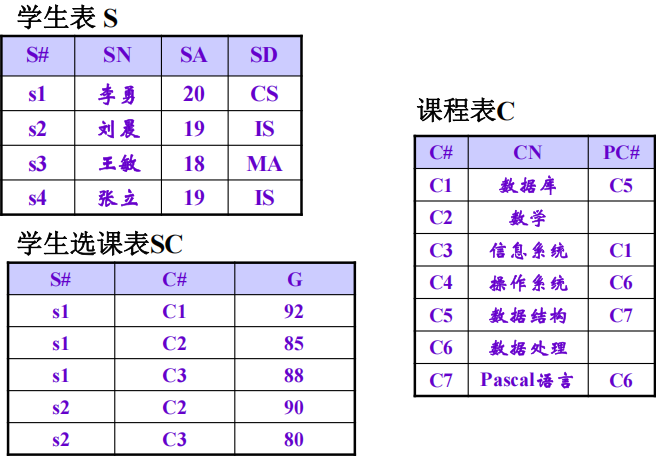 学生表 S
S# SN SA SD
s1 李勇 20 CS
s2 刘晨 19 IS
s3 王敏 18 MA
s4 张立 19 IS
学生选课表SC
S# C# G
s1 C1 92
s1 C2 85
s1 C3 88
s2 C2 90
s2 C3 80
课程表C
C# CN PC#
C1 数据库 C5
C2 数学
C3 信息系统 C1
C4 操作系统 C6
C5 数据结构 C7
C6 数据处理
C7 Pascal语言 C6